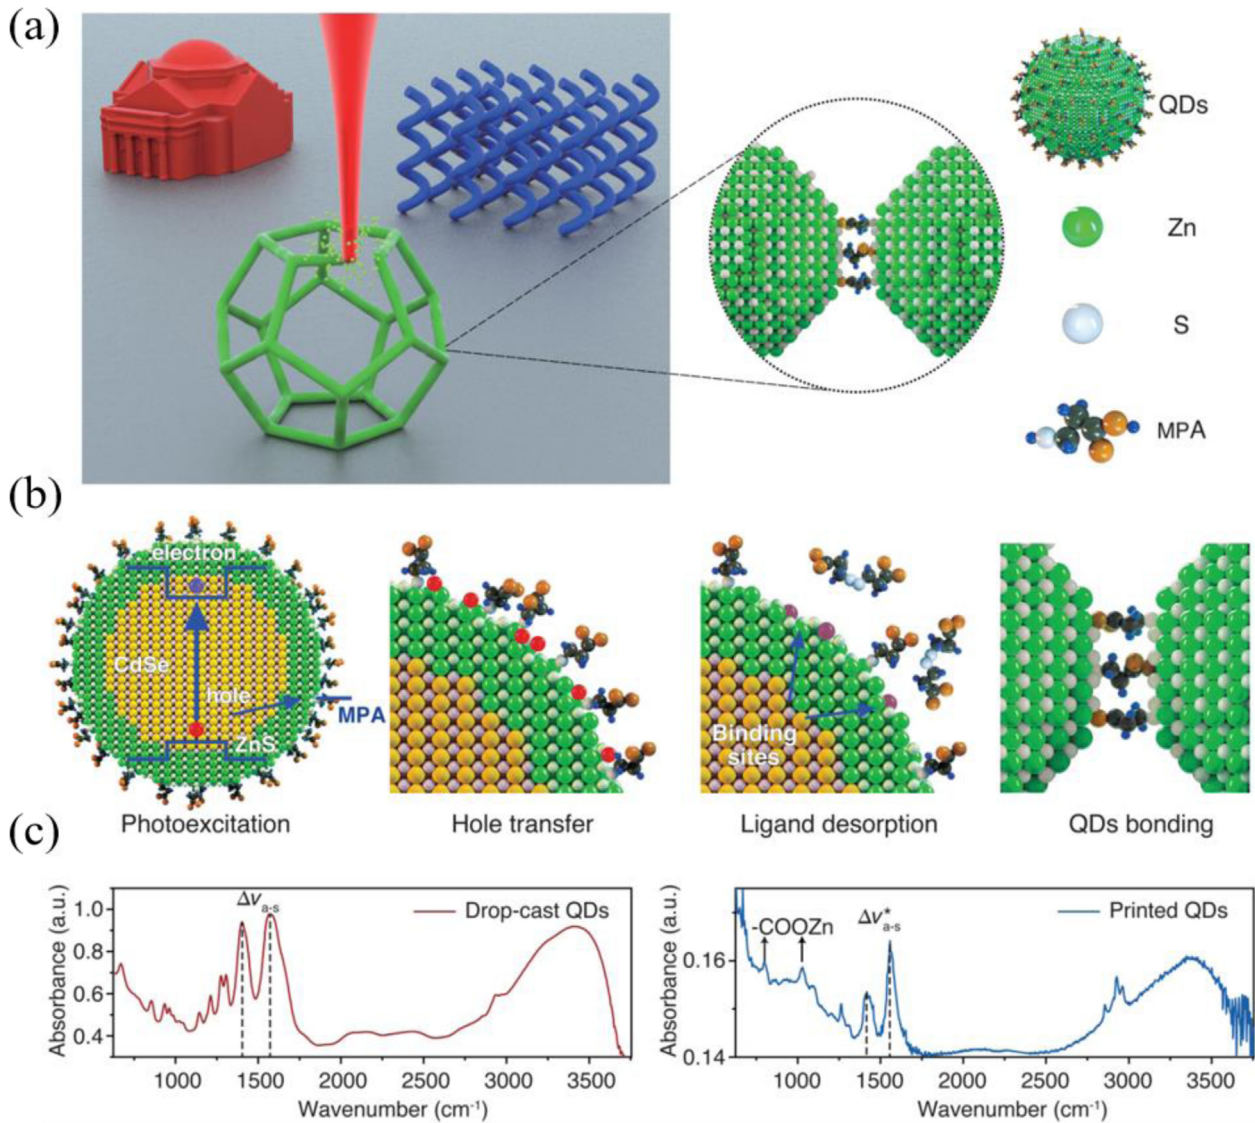 (a)
QDs
Zn
S
MPA
(b)
electron
CdSe
hole
MPA
ZnS
Binding
sites
Photoexcitation
Hole transfer
Ligand desorption
QDs bonding
(c)
Absorbance (a.u.)
1.0
0.8
0.6
0.4
Δν a-s
Drop-cast QDs
1000 1500 2000 2500 3000 3500
Wavenumber (cm⁻¹)
Absorbance (a.u.)
0.18
0.16
0.14
-COOZn
Δν* a-s
Printed QDs
1000 1500 2000 2500 3000 3500
Wavenumber (cm⁻¹)